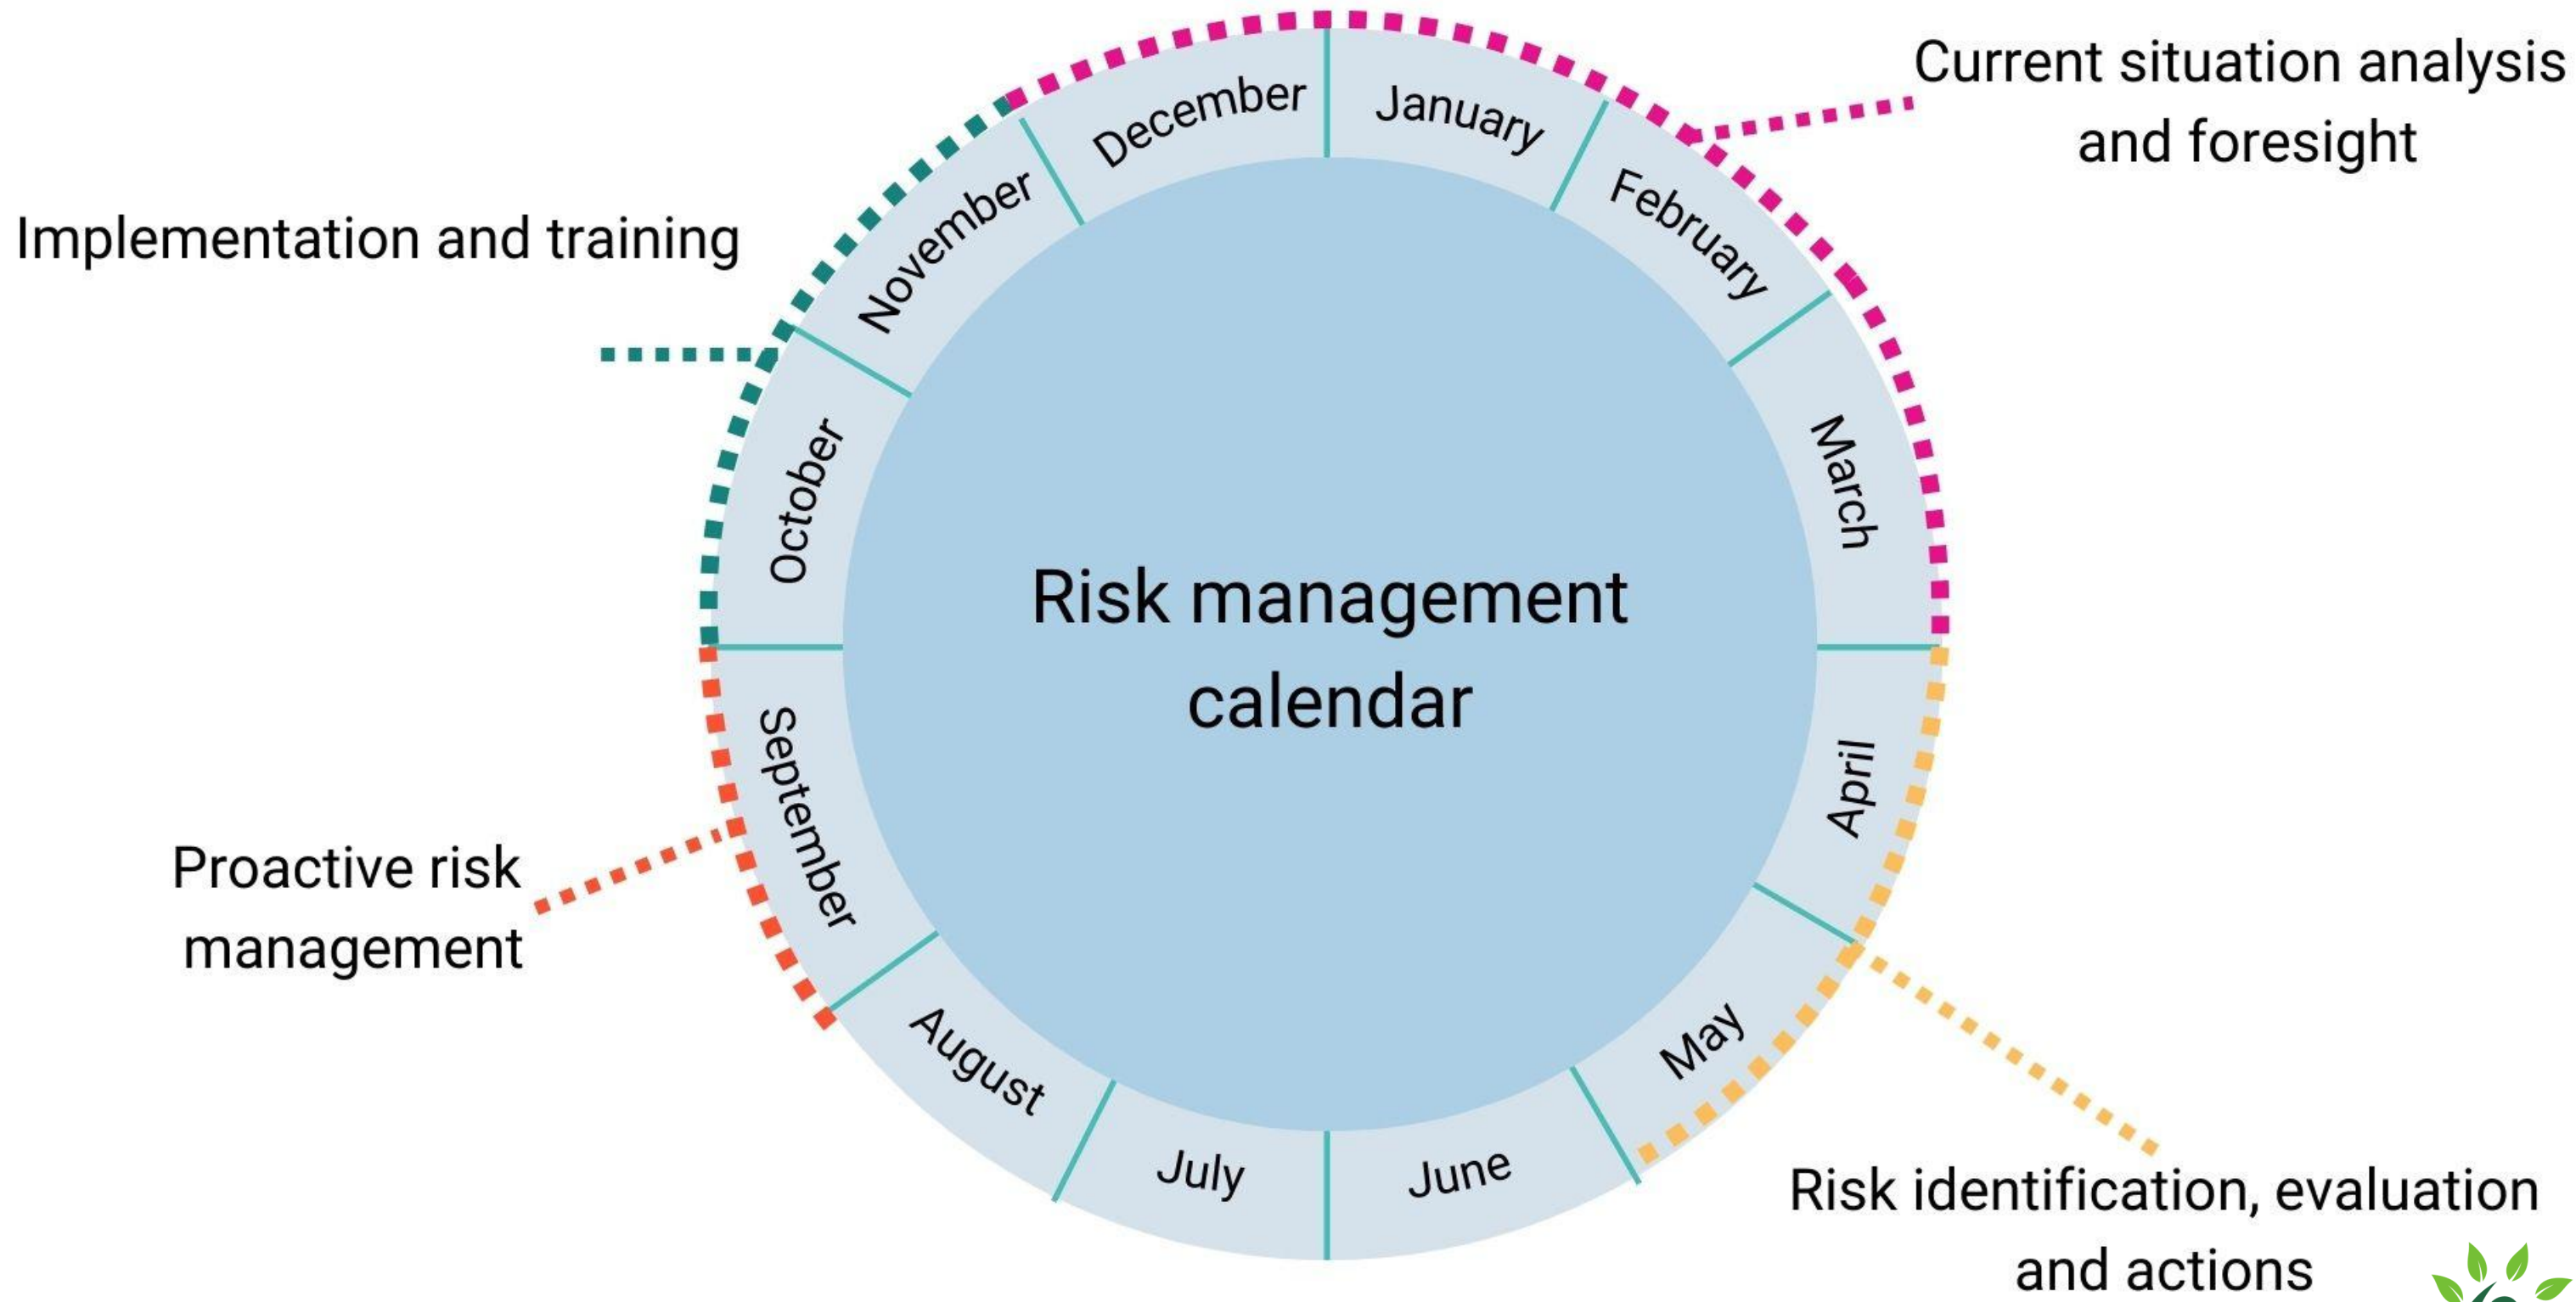 Risk management
calendar
January
February
March
April
May
June
July
August
September
October
November
December
Current situation analysis
and foresight
Risk identification, evaluation
and actions
Proactive risk
management
Implementation and training